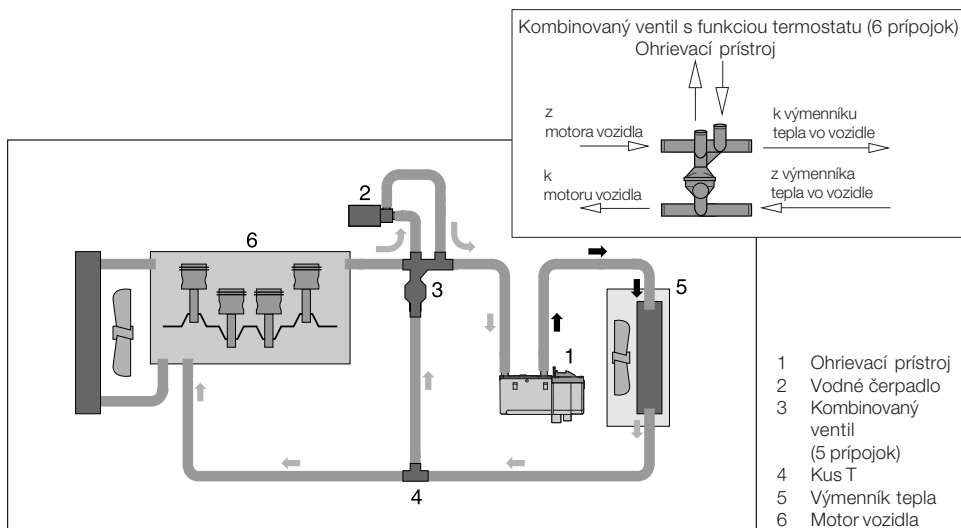 Kombinovaný ventil s funkciou termostatu (6 prípojok)
Ohrievací prístroj
z
motora vozidla
k výmenníku
tepla vo vozidle
k
motoru vozidla
z výmenníka
tepla vo vozidle
2
6
3
5
1
4
1 Ohrievací prístroj
2 Vodné čerpadlo
3 Kombinovaný
ventil
(5 prípojok)
4 Kus T
5 Výmenník tepla
6 Motor vozidla